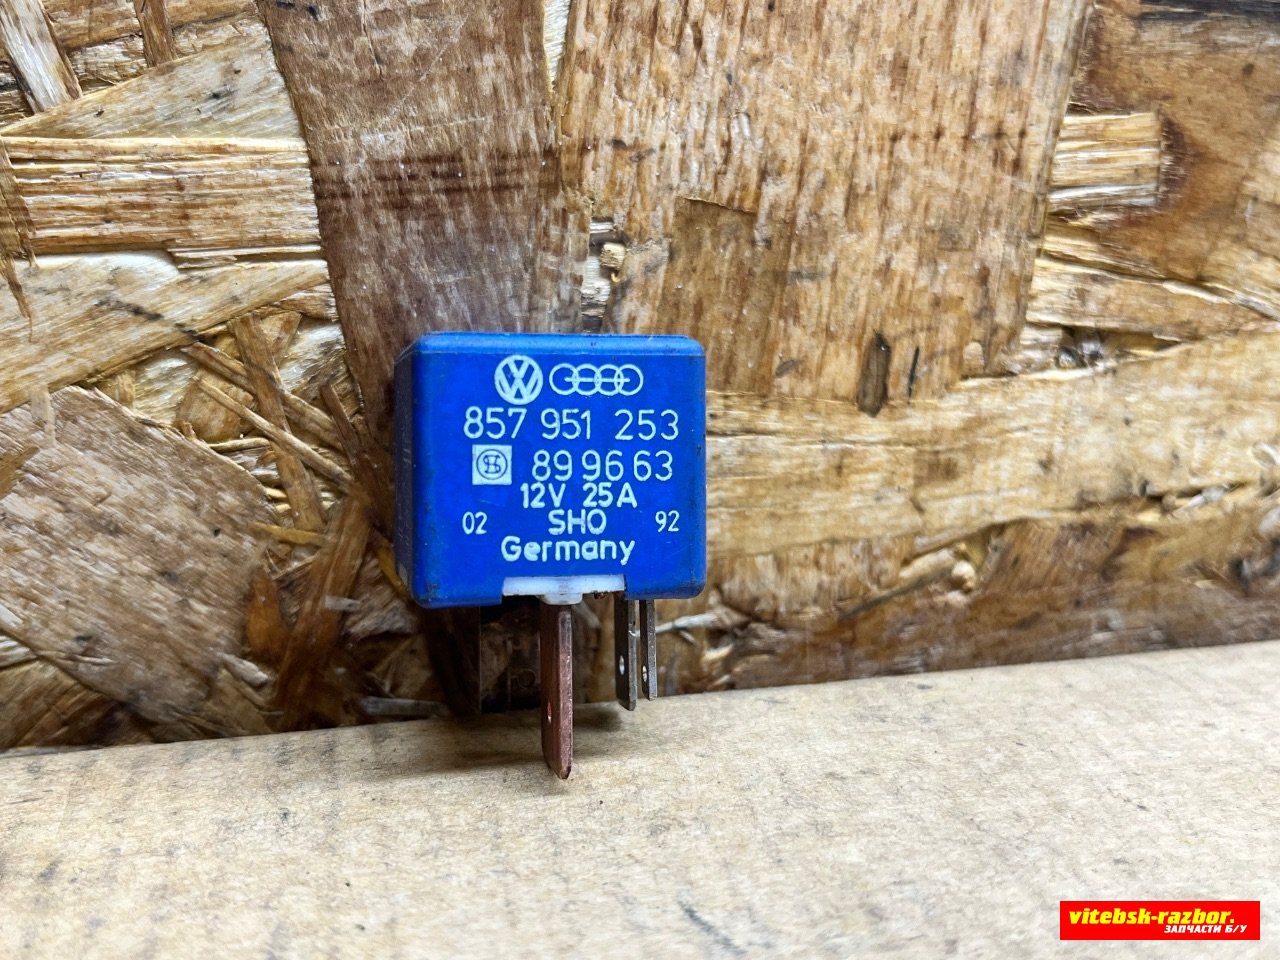 857 951 253
89 96 63
12V 25A
02 SHO 92
Germany
vitebsk-razbor.
ЗАПЧАСТИ Б/У